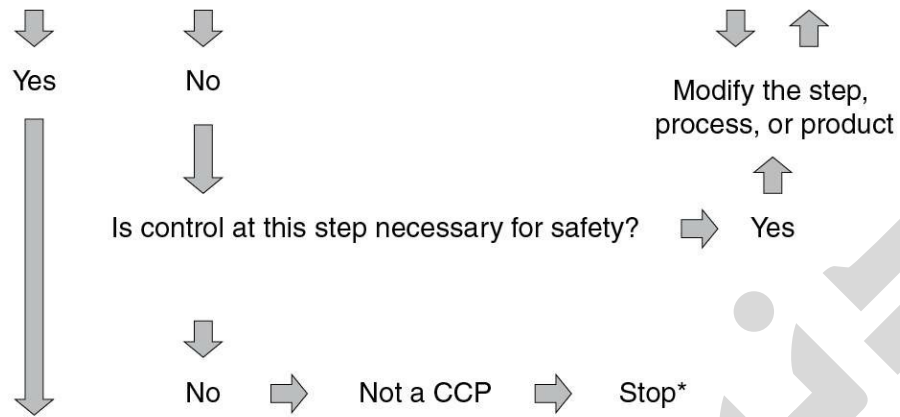 Yes
No
Modify the step,
process, or product
Is control at this step necessary for safety?
Yes
No
Not a CCP
Stop*